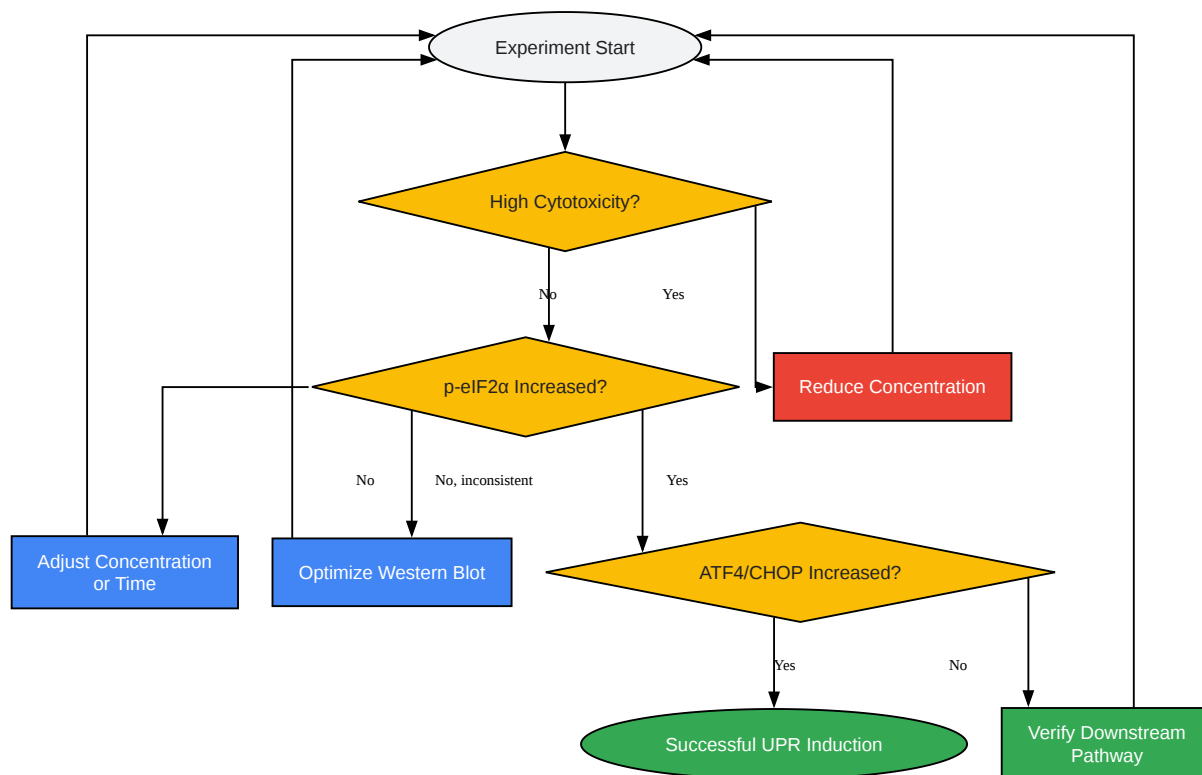 Experiment Start
High Cytotoxicity?
No
Yes
p-eIF2α Increased?
Reduce Concentration
No
No, inconsistent
Yes
Adjust Concentration
or Time
Optimize Western Blot
ATF4/CHOP Increased?
Yes
No
Successful UPR Induction
Verify Downstream
Pathway